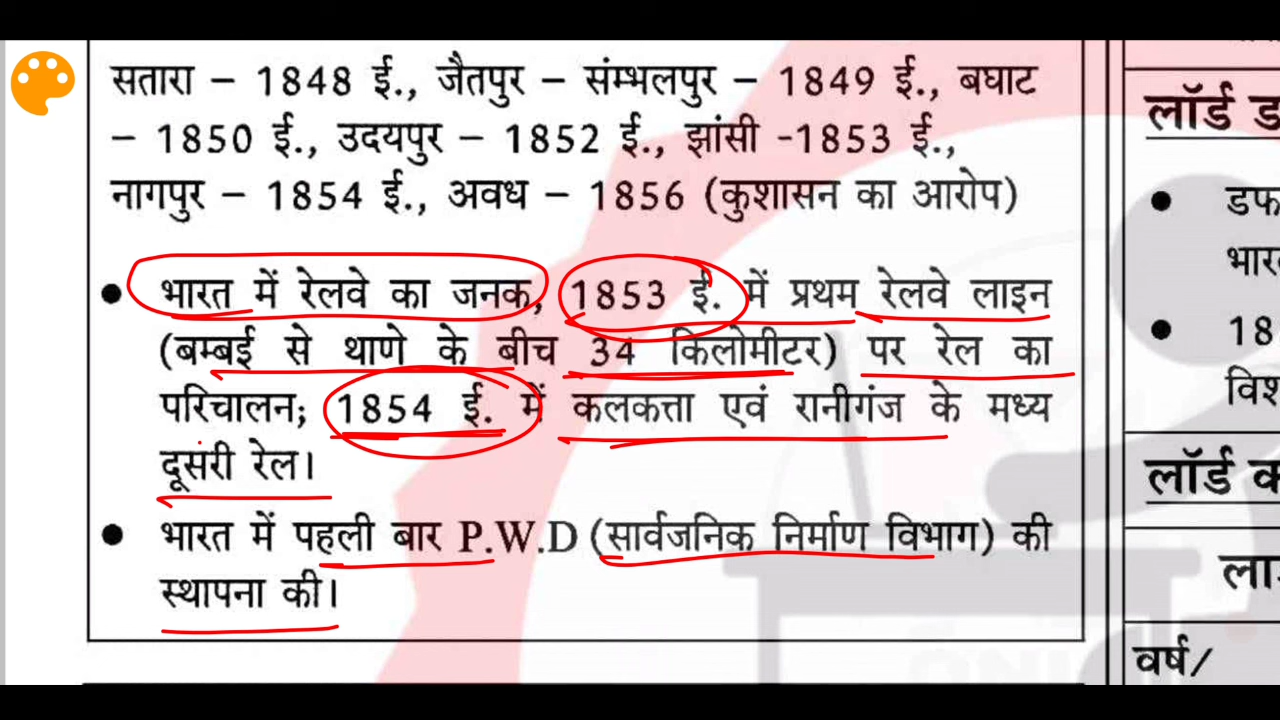 सतारा – 1848 ई., जैतपुर – संम्भलपुर – 1849 ई., बघाट
– 1850 ई., उदयपुर – 1852 ई., झांसी -1853 ई.,
नागपुर – 1854 ई., अवध – 1856 (कुशासन का आरोप)
● भारत में रेलवे का जनक, 1853 ई. में प्रथम रेलवे लाइन
(बम्बई से थाणे के बीच 34 किलोमीटर) पर रेल का
परिचालन; 1854 ई. में कलकत्ता एवं रानीगंज के मध्य
दूसरी रेल।
● भारत में पहली बार P.W.D (सार्वजनिक निर्माण विभाग) की
स्थापना की।
लॉर्ड ड
● डफ
भार
● 18
विश
लॉर्ड क
ला
वर्ष/